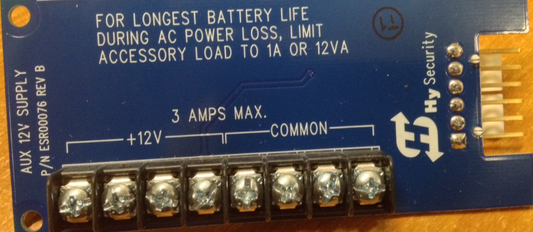 FOR LONGEST BATTERY LIFE
DURING AC POWER LOSS, LIMIT
ACCESSORY LOAD TO 1A OR 12VA
AUX 12V SUPPLY
P/N ESR00076 REV B
3 AMPS MAX.
+12V
COMMON
Hy Security